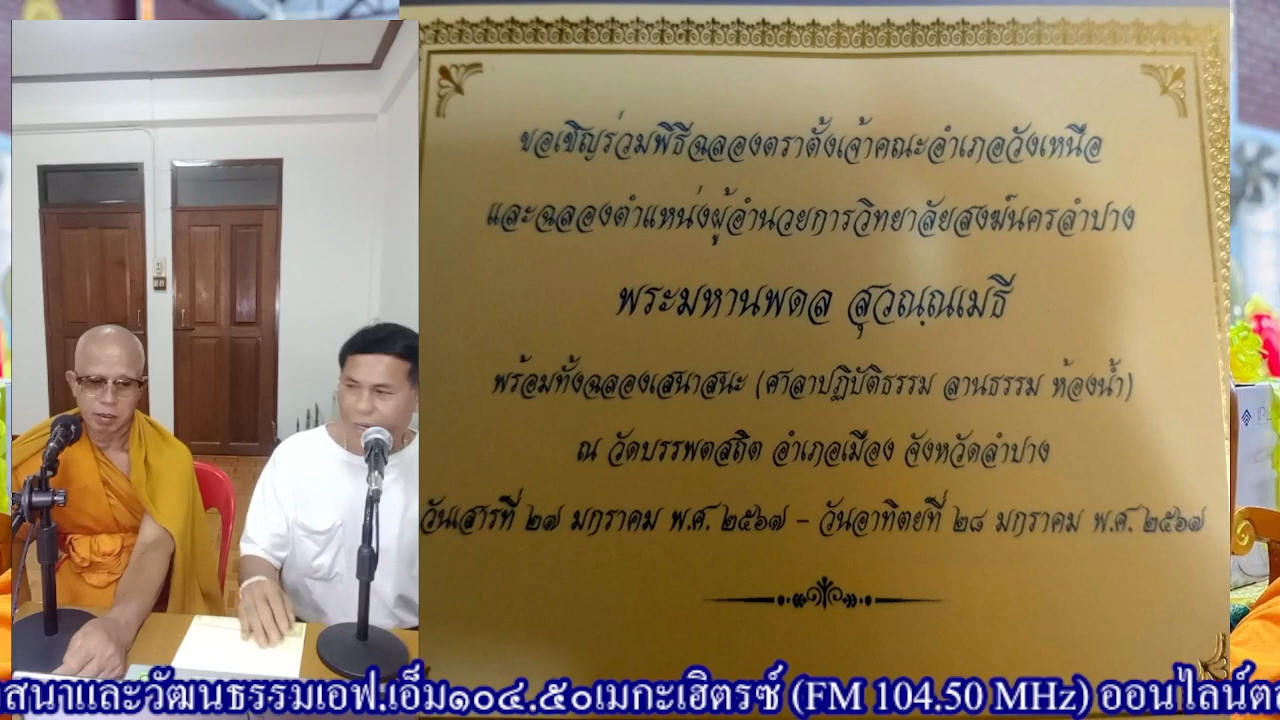 ขอเชิญร่วมพิธีฉลองตราตั้งเจ้าคณะอำเภอวังเหนือ
และฉลองตำแหน่งผู้อำนวยการวิทยาลัยสงฆ์นครลำปาง
พระมหานพดล สุวณฺณเมธี
พร้อมทั้งฉลองเสนาสนะ (ศาลาปฏิบัติธรรม ลานธรรม ห้องน้ำ)
ณ วัดบรรพตสถิต อำเภอเมือง จังหวัดลำปาง
วันเสาร์ที่ ๒๗ มกราคม พ.ศ. ๒๕๖๗ - วันอาทิตย์ที่ ๒๘ มกราคม พ.ศ. ๒๕๖๗
สนาและวัฒนธรรมเอฟ.เอ็ม๑๐๔.๕๐เมกะเฮิตรซ์ (FM 104.50 MHz) ออนไลน์